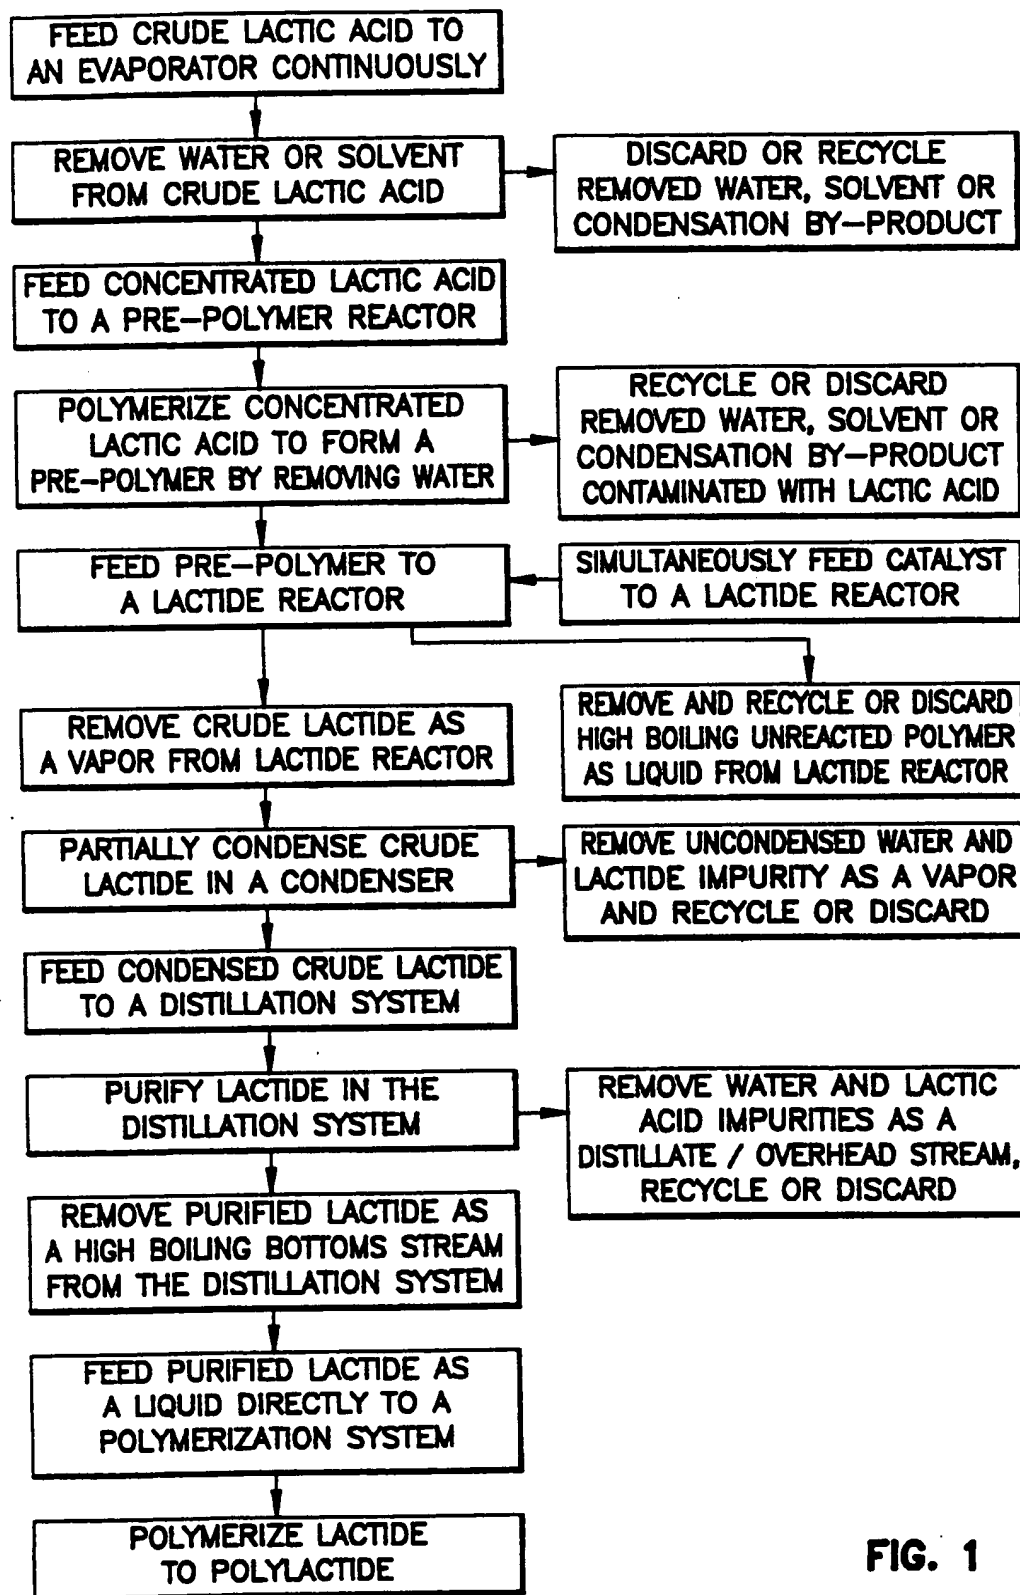 FEED CRUDE LACTIC ACID TO
AN EVAPORATOR CONTINUOUSLY
REMOVE WATER OR SOLVENT
FROM CRUDE LACTIC ACID
DISCARD OR RECYCLE
REMOVED WATER, SOLVENT OR
CONDENSATION BY-PRODUCT
FEED CONCENTRATED LACTIC ACID
TO A PRE-POLYMER REACTOR
POLYMERIZE CONCENTRATED
LACTIC ACID TO FORM A
PRE-POLYMER BY REMOVING WATER
RECYCLE OR DISCARD
REMOVED WATER, SOLVENT OR
CONDENSATION BY-PRODUCT
CONTAMINATED WITH LACTIC ACID
FEED PRE-POLYMER TO
A LACTIDE REACTOR
SIMULTANEOUSLY FEED CATALYST
TO A LACTIDE REACTOR
REMOVE CRUDE LACTIDE AS
A VAPOR FROM LACTIDE REACTOR
REMOVE AND RECYCLE OR DISCARD
HIGH BOILING UNREACTED POLYMER
AS LIQUID FROM LACTIDE REACTOR
PARTIALLY CONDENSE CRUDE
LACTIDE IN A CONDENSER
REMOVE UNCONDENSED WATER AND
LACTIDE IMPURITY AS A VAPOR
AND RECYCLE OR DISCARD
FEED CONDENSED CRUDE LACTIDE
TO A DISTILLATION SYSTEM
PURIFY LACTIDE IN THE
DISTILLATION SYSTEM
REMOVE WATER AND LACTIC
ACID IMPURITIES AS A
DISTILLATE / OVERHEAD STREAM,
RECYCLE OR DISCARD
REMOVE PURIFIED LACTIDE AS
A HIGH BOILING BOTTOMS STREAM
FROM THE DISTILLATION SYSTEM
FEED PURIFIED LACTIDE AS
A LIQUID DIRECTLY TO A
POLYMERIZATION SYSTEM
POLYMERIZE LACTIDE
TO POLYLACTIDE
FIG. 1